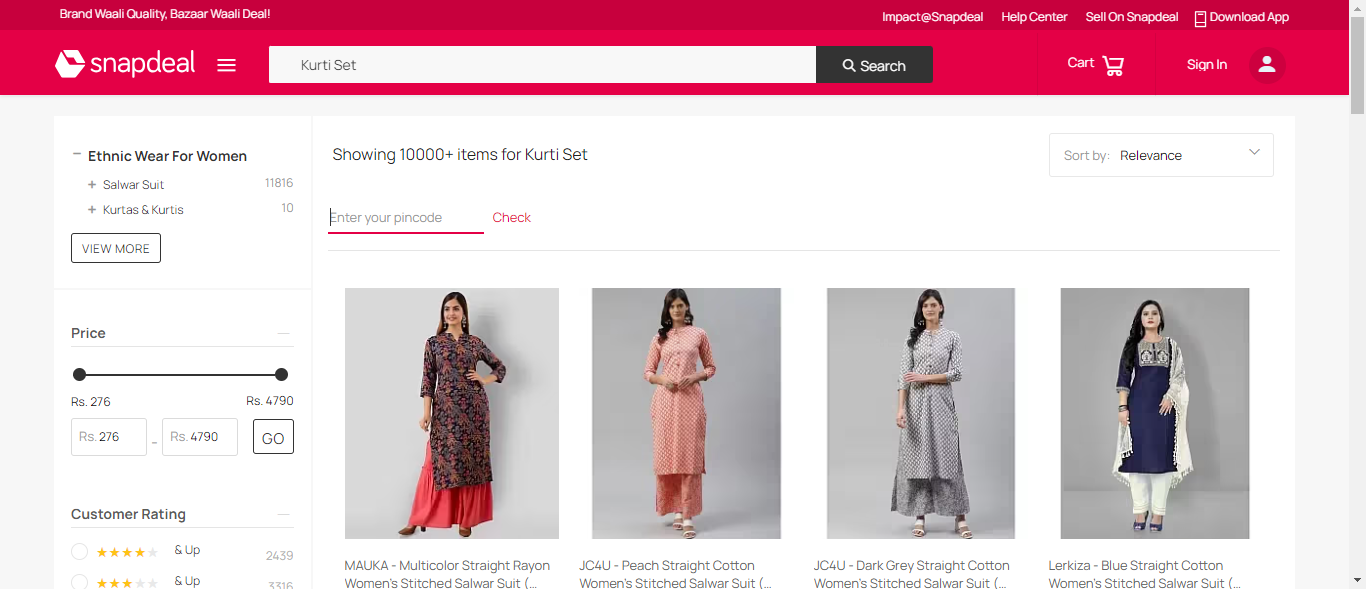 Brand Waali Quality, Bazaar Waali Deal!
Impact@Snapdeal Help Center Sell On Snapdeal Download App
snapdeal
Kurti Set
Search
Cart
Sign In
Ethnic Wear For Women
Salwar Suit 11816
Kurtas & Kurtis 10
VIEW MORE
Price
Rs. 276 Rs. 4790
Rs. 276 - Rs. 4790 GO
Customer Rating
& Up 2439
& Up 3316
Showing 10000+ items for Kurti Set
Sort by: Relevance
Enter your pincode Check
MAUKA - Multicolor Straight Rayon
Women's Stitched Salwar Suit (...
JC4U - Peach Straight Cotton
Women's Stitched Salwar Suit (...
JC4U - Dark Grey Straight Cotton
Women's Stitched Salwar Suit (...
Lerkiza - Blue Straight Cotton
Women's Stitched Salwar Suit (...